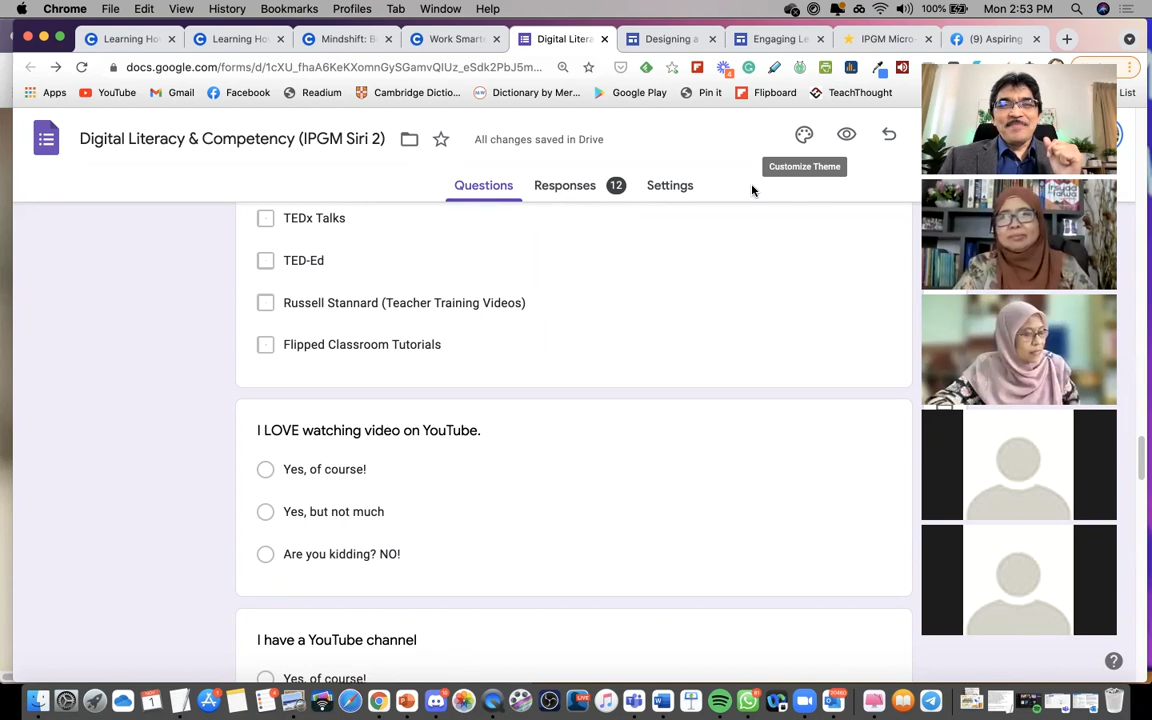 Chrome File Edit View History Bookmarks Profiles Tab Window Help 100% Mon 2:53 PM
Learning Ho Learning Ho Mindshift: B Work Smart Digital Litera Designing a Engaging Le IPGM Micro- (9) Aspiring
docs.google.com/forms/d/1cXU_fhaA6KeXomnGySGamvQIUz_eSdk2PbJ5m...
Apps YouTube Gmail Facebook Readium Cambridge Dictio... Dictionary by Mer... Google Play Pin it Flipboard TeachThought List
Digital Literacy & Competency (IPGM Siri 2) All changes saved in Drive
Customize Theme
Questions Responses 12 Settings
TEDx Talks
TED-Ed
Russell Stannard (Teacher Training Videos)
Flipped Classroom Tutorials
I LOVE watching video on YouTube.
Yes, of course!
Yes, but not much
Are you kidding? NO!
I have a YouTube channel
Yes, of course!